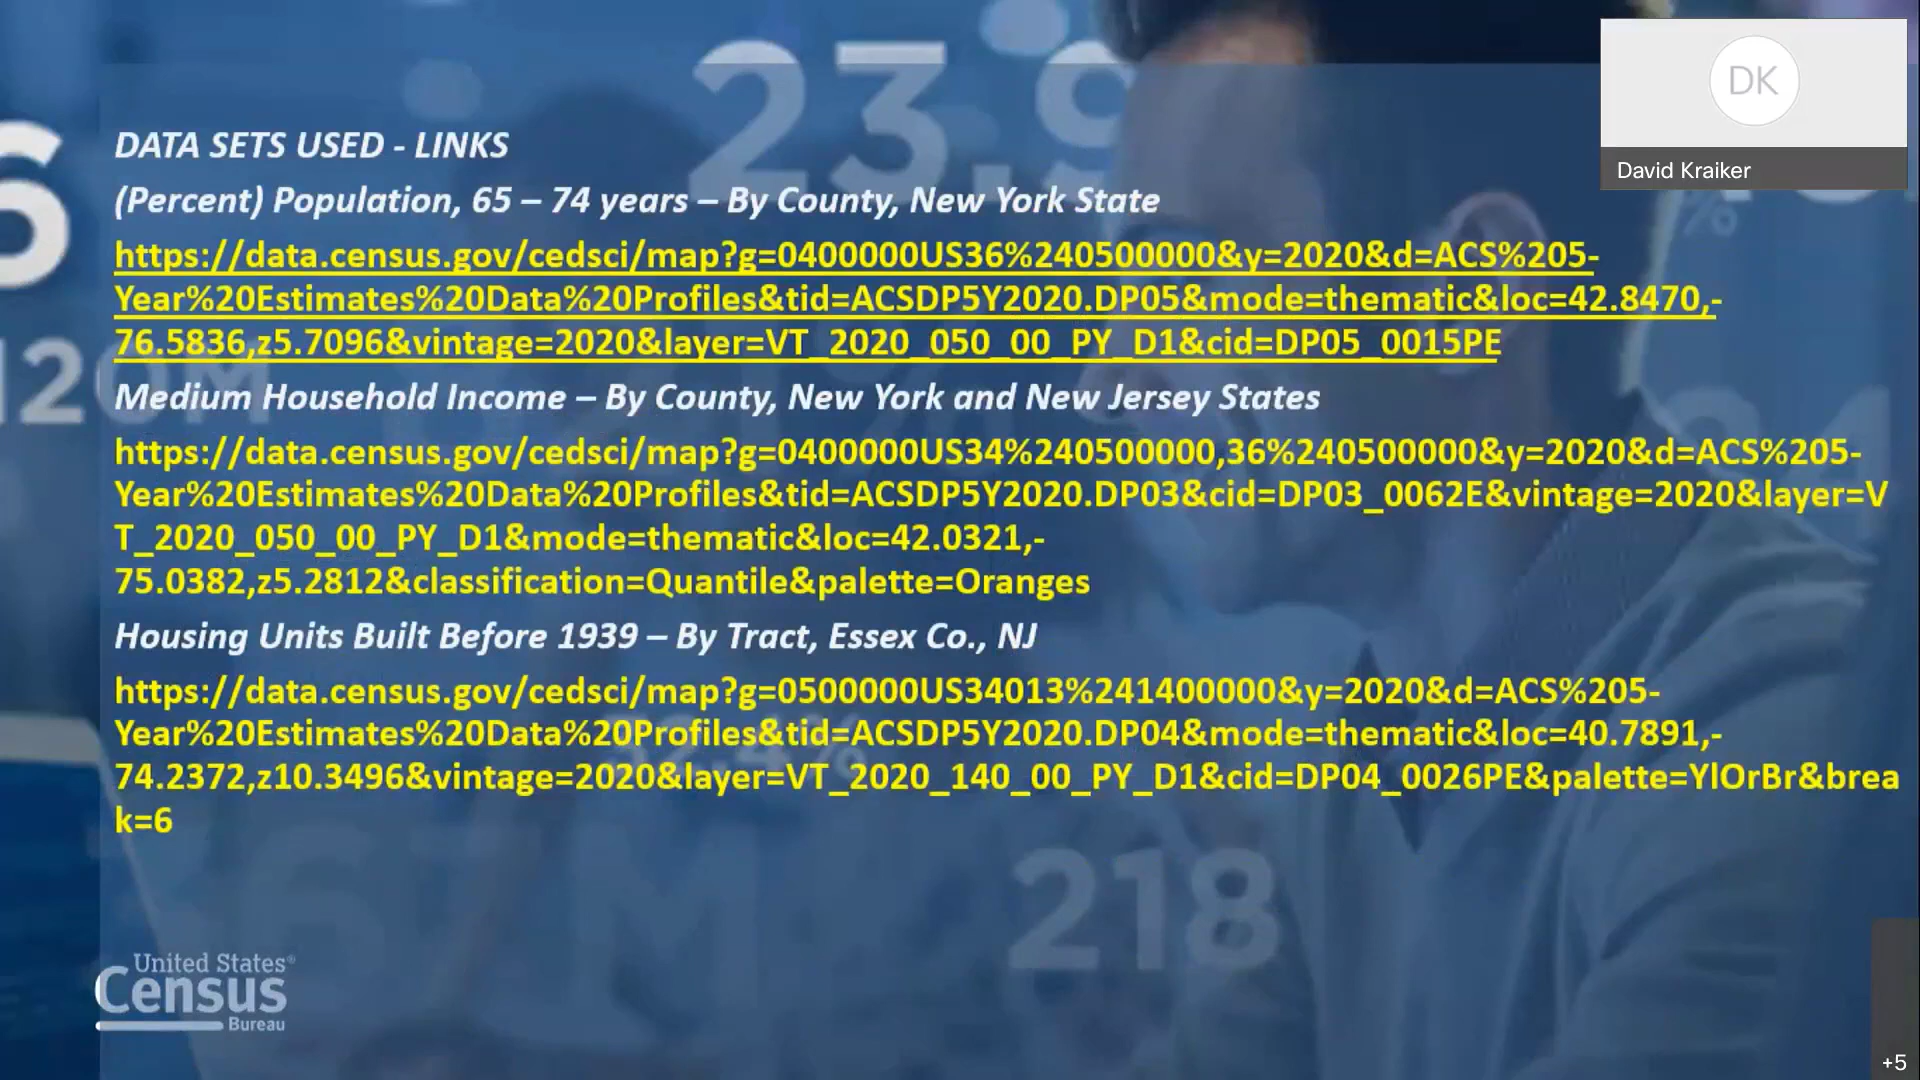 23.9
DK
David Kraiker
DATA SETS USED - LINKS
(Percent) Population, 65 – 74 years – By County, New York State
https://data.census.gov/cedsci/map?g=0400000US36%240500000&y=2020&d=ACS%205-
Year%20Estimates%20Data%20Profiles&tid=ACSDP5Y2020.DP05&mode=thematic&loc=42.8470,-
76.5836,z5.7096&vintage=2020&layer=VT_2020_050_00_PY_D1&cid=DP05_0015PE
Medium Household Income – By County, New York and New Jersey States
https://data.census.gov/cedsci/map?g=0400000US34%240500000,36%240500000&y=2020&d=ACS%205-
Year%20Estimates%20Data%20Profiles&tid=ACSDP5Y2020.DP03&cid=DP03_0062E&vintage=2020&layer=V
T_2020_050_00_PY_D1&mode=thematic&loc=42.0321,-
75.0382,z5.2812&classification=Quantile&palette=Oranges
Housing Units Built Before 1939 – By Tract, Essex Co., NJ
https://data.census.gov/cedsci/map?g=0500000US34013%241400000&y=2020&d=ACS%205-
Year%20Estimates%20Data%20Profiles&tid=ACSDP5Y2020.DP04&mode=thematic&loc=40.7891,-
74.2372,z10.3496&vintage=2020&layer=VT_2020_140_00_PY_D1&cid=DP04_0026PE&palette=YlOrBr&brea
k=6
218
United States®
Census
Bureau
+5